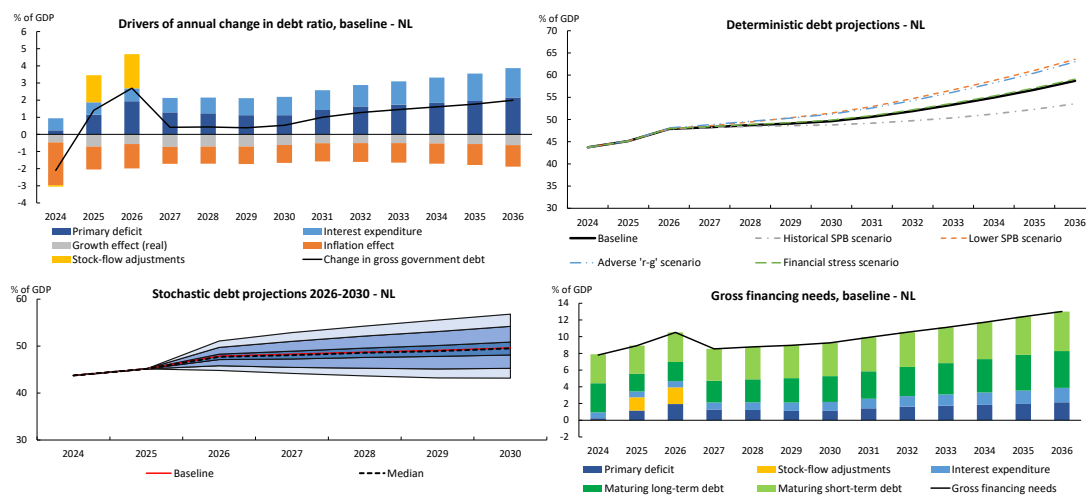 Drivers of annual change in debt ratio, baseline - NL
% of GDP
6
5
4
3
2
1
0
-1
-2
-3
-4
2024 2025 2026 2027 2028 2029 2030 2031 2032 2033 2034 2035 2036
Primary deficit Interest expenditure
Growth effect (real) Inflation effect
Stock-flow adjustments Change in gross government debt
Deterministic debt projections - NL
% of GDP
70
65
60
55
50
45
40
35
30
2024 2025 2026 2027 2028 2029 2030 2031 2032 2033 2034 2035 2036
Baseline Historical SPB scenario Lower SPB scenario
Adverse 'r-g' scenario Financial stress scenario
Stochastic debt projections 2026-2030 - NL
% of GDP
60
50
40
30
2024 2025 2026 2027 2028 2029 2030
Baseline Median
Gross financing needs, baseline - NL
% of GDP
14
12
10
8
6
4
2
0
-2
2024 2025 2026 2027 2028 2029 2030 2031 2032 2033 2034 2035 2036
Primary deficit Stock-flow adjustments Interest expenditure
Maturing long-term debt Maturing short-term debt Gross financing needs